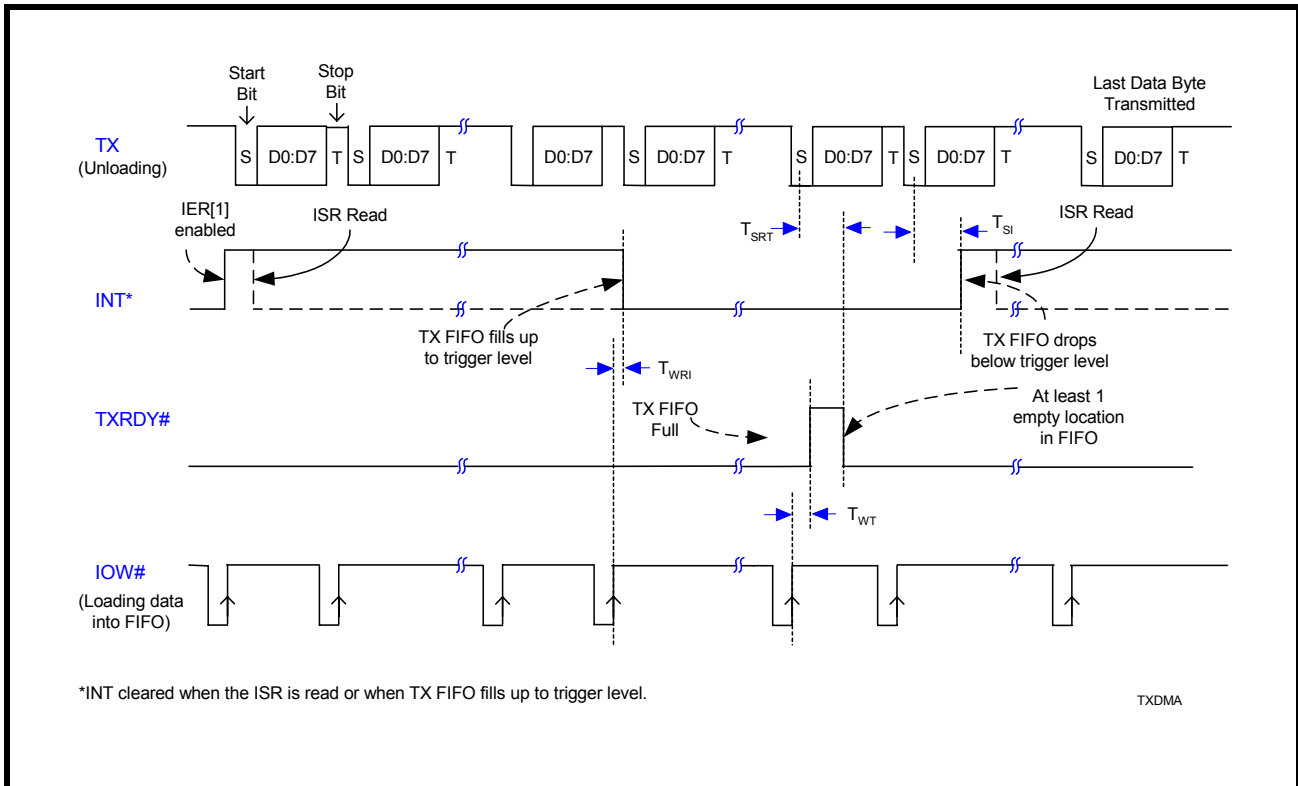 Start
Bit
Stop
Bit
Last Data Byte
Transmitted
TX
(Unloading)
S D0:D7 T S D0:D7 T D0:D7 S D0:D7 T S D0:D7 T S D0:D7 T S D0:D7 T
IER[1]
enabled
ISR Read
TSRT
TSI
ISR Read
INT*
TX FIFO fills up
to trigger level
TX FIFO drops
below trigger level
TWRI
TXRDY#
TX FIFO
Full
At least 1
empty location
in FIFO
TWT
IOW#
(Loading data
into FIFO)
*INT cleared when the ISR is read or when TX FIFO fills up to trigger level.
TXDMA